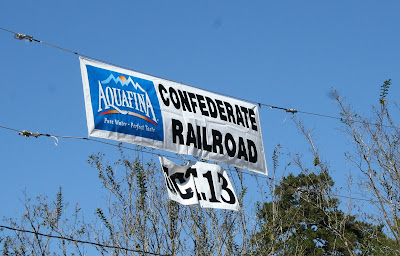 AQUAFINA
Pure Water • Perfect Taste
CONFEDERATE
RAILROAD
OCT.13